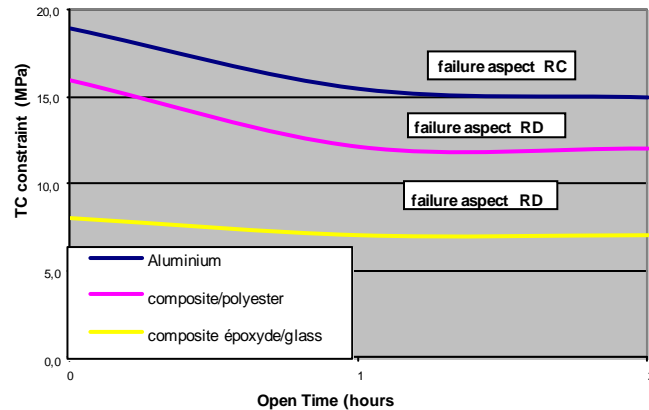 20,0
15,0
10,0
5,0
0,0
TC constraint (MPa)
failure aspect RC
failure aspect RD
failure aspect RD
Aluminium
composite/polyester
composite époxyde/glass
0
1
Open Time (hours